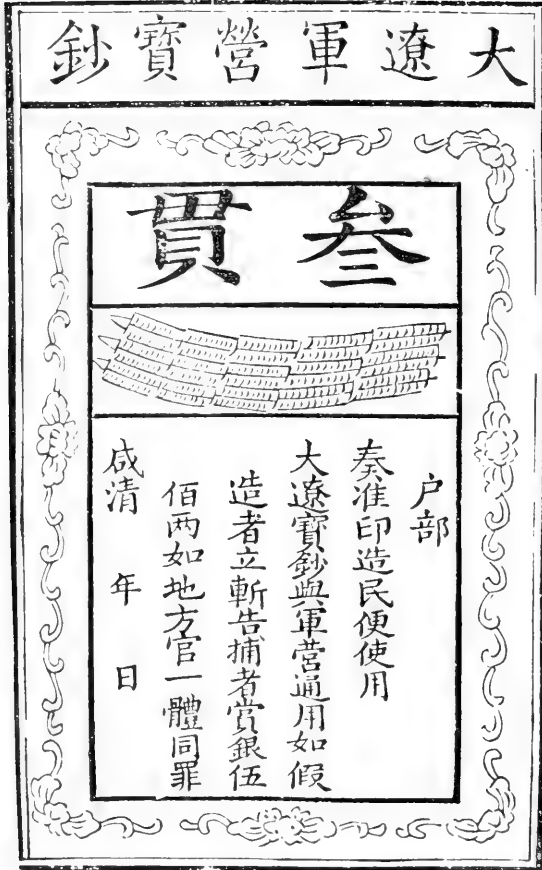 大遼軍營寶鈔
叁貫
户部
奏准印造民便使用
大遼寶鈔與軍营通用如假
造者立斬告捕者賞銀伍
佰两如地方官一體同罪
咸清 年 日